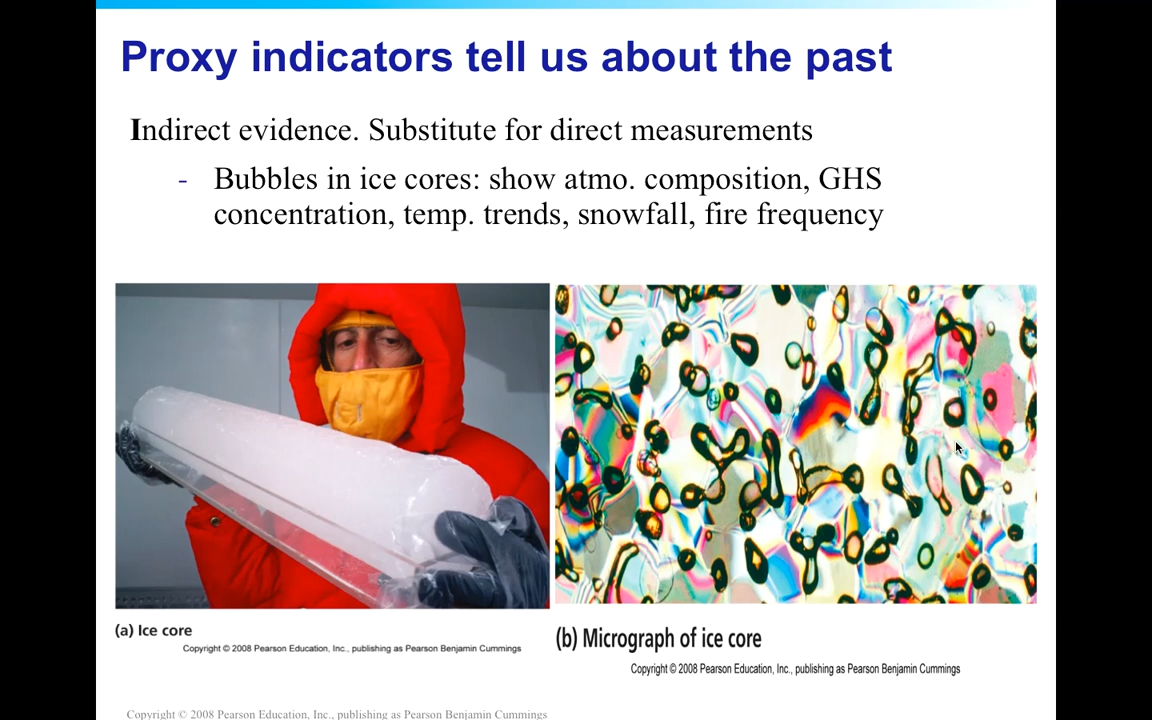 Proxy indicators tell us about the past
Indirect evidence. Substitute for direct measurements
- Bubbles in ice cores: show atmo. composition, GHS
concentration, temp. trends, snowfall, fire frequency
(a) Ice core
Copyright © 2008 Pearson Education, Inc., publishing as Pearson Benjamin Cummings
(b) Micrograph of ice core
Copyright © 2008 Pearson Education, Inc., publishing as Pearson Benjamin Cummings
Copyright © 2008 Pearson Education, Inc., publishing as Pearson Benjamin Cummings